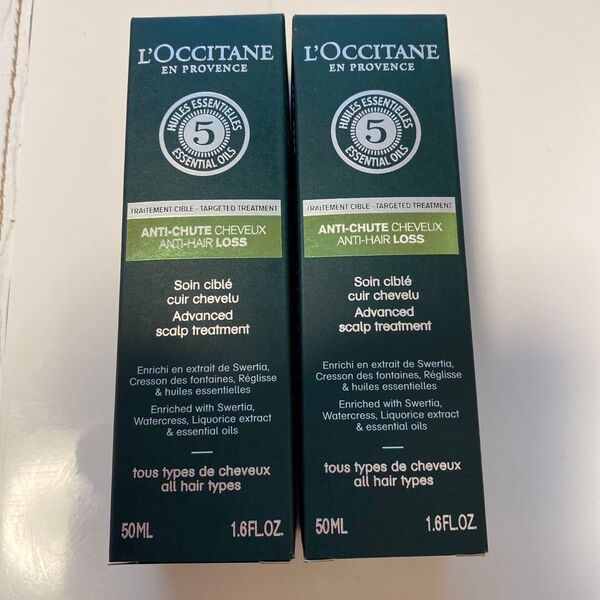 L'OCCITANE
EN PROVENCE
HUILES ESSENTIELLES
5
ESSENTIAL OILS
TRAITEMENT CIBLÉ - TARGETED TREATMENT
ANTI-CHUTE CHEVEUX
ANTI-HAIR LOSS
Soin ciblé
cuir chevelu
Advanced
scalp treatment
Enrichi en extrait de Swertia,
Cresson des fontaines, Réglisse
& huiles essentielles
Enriched with Swertia,
Watercress, Liquorice extract
& essential oils
tous types de cheveux
all hair types
50ML 1.6FL.OZ.
L'OCCITANE
EN PROVENCE
HUILES ESSENTIELLES
5
ESSENTIAL OILS
TRAITEMENT CIBLÉ - TARGETED TREATMENT
ANTI-CHUTE CHEVEUX
ANTI-HAIR LOSS
Soin ciblé
cuir chevelu
Advanced
scalp treatment
Enrichi en extrait de Swertia,
Cresson des fontaines, Réglisse
& huiles essentielles
Enriched with Swertia,
Watercress, Liquorice extract
& essential oils
tous types de cheveux
all hair types
50ML 1.6FL.OZ.